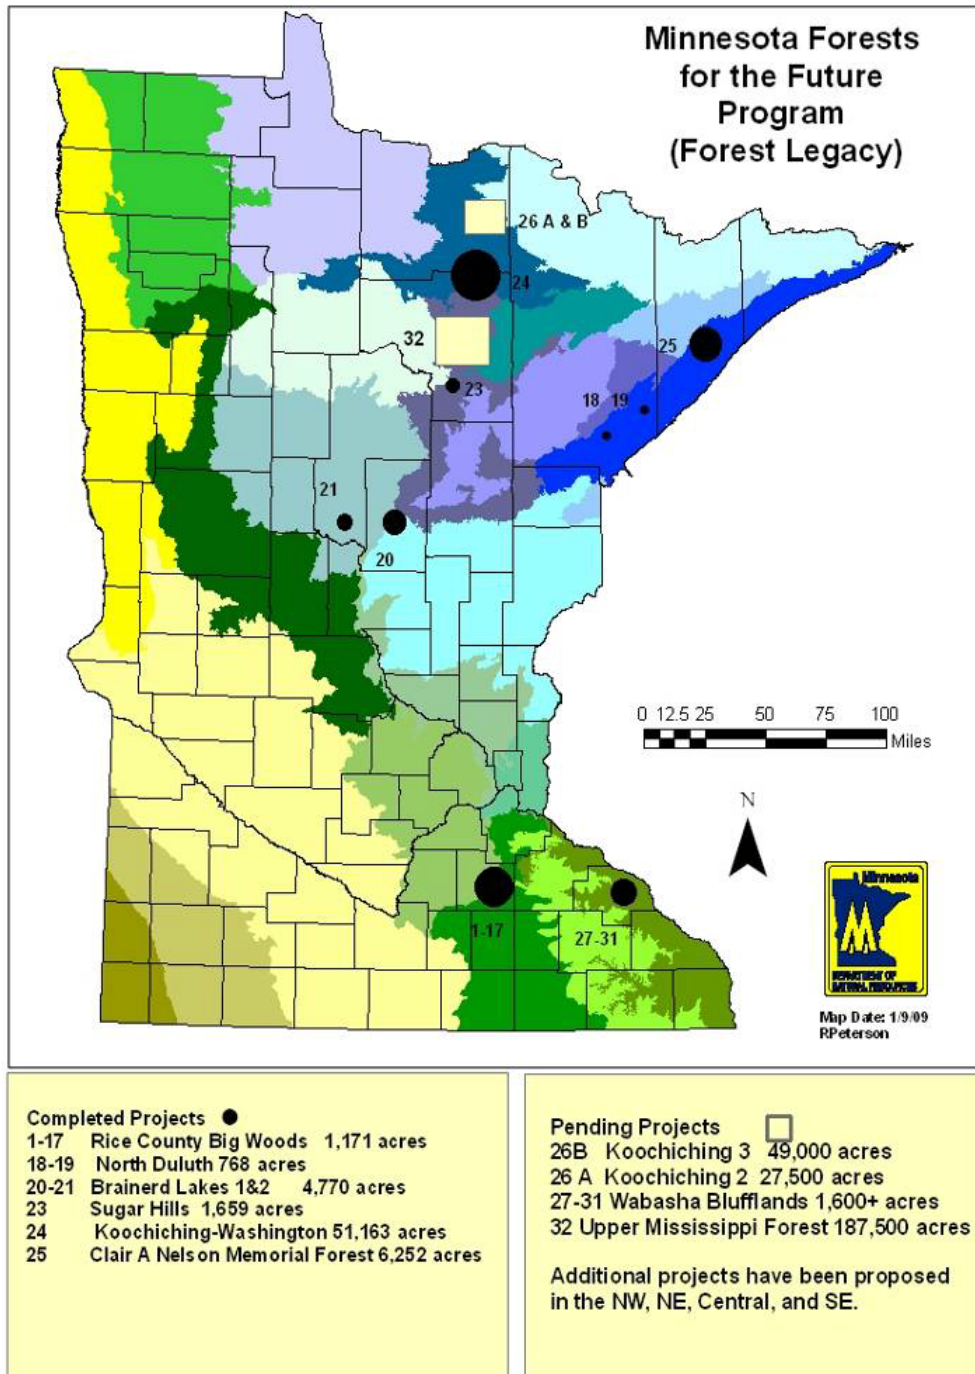 Minnesota Forests
for the Future
Program
(Forest Legacy)
26 A & B
24
32
25
23
18 19
21
20
0 12.5 25 50 75 100
Miles
N
1-17
27-31
Minnesota
DEPARTMENT OF
NATURAL RESOURCES
Map Date: 1/9/09
RPeterson
Completed Projects
1-17 Rice County Big Woods 1,171 acres
18-19 North Duluth 768 acres
20-21 Brainerd Lakes 1&2 4,770 acres
23 Sugar Hills 1,659 acres
24 Koochiching-Washington 51,163 acres
25 Clair A Nelson Memorial Forest 6,252 acres
Pending Projects
26B Koochiching 3 49,000 acres
26 A Koochiching 2 27,500 acres
27-31 Wabasha Blufflands 1,600+ acres
32 Upper Mississippi Forest 187,500 acres
Additional projects have been proposed
in the NW, NE, Central, and SE.